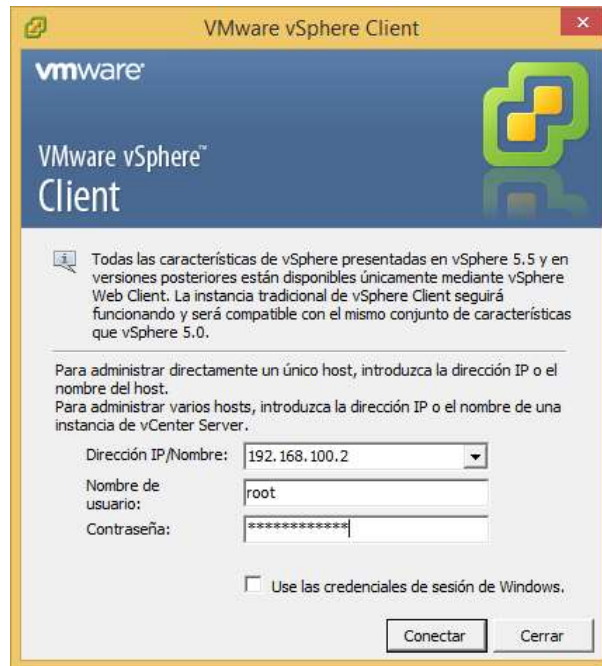 VMware vSphere Client
vmware
VMware vSphere™
Client
Todas las características de vSphere presentadas en vSphere 5.5 y en
versiones posteriores están disponibles únicamente mediante vSphere
Web Client. La instancia tradicional de vSphere Client seguirá
funcionando y será compatible con el mismo conjunto de características
que vSphere 5.0.
Para administrar directamente un único host, introduzca la dirección IP o el
nombre del host.
Para administrar varios hosts, introduzca la dirección IP o el nombre de una
instancia de vCenter Server.
Dirección IP/Nombre: 192.168.100.2
Nombre de
usuario: root
Contraseña: ************
Use las credenciales de sesión de Windows.
Conectar Cerrar